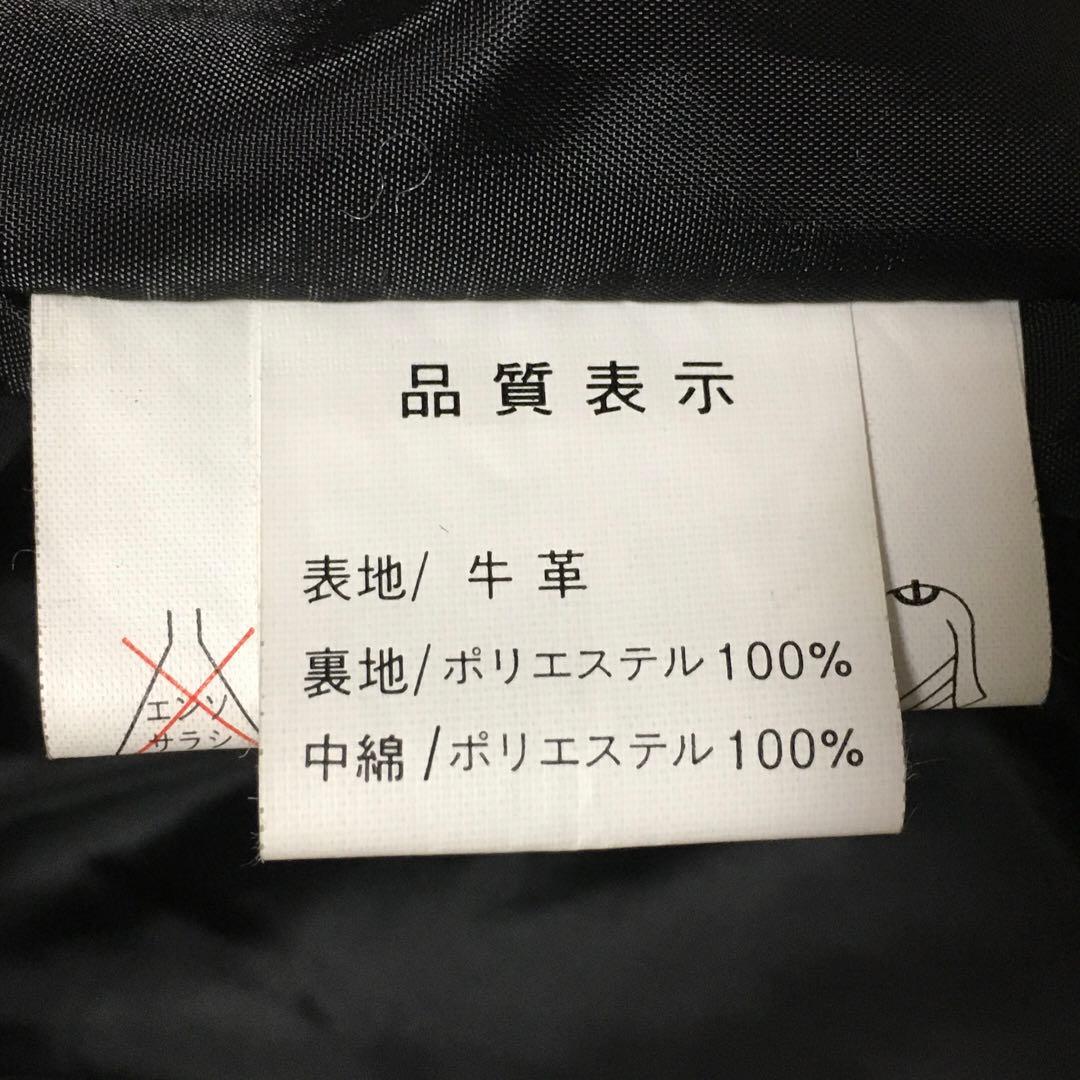 品質表示
表地/ 牛革
裏地/ポリエステル100%
中綿/ポリエステル100%
エンソ
サラシ